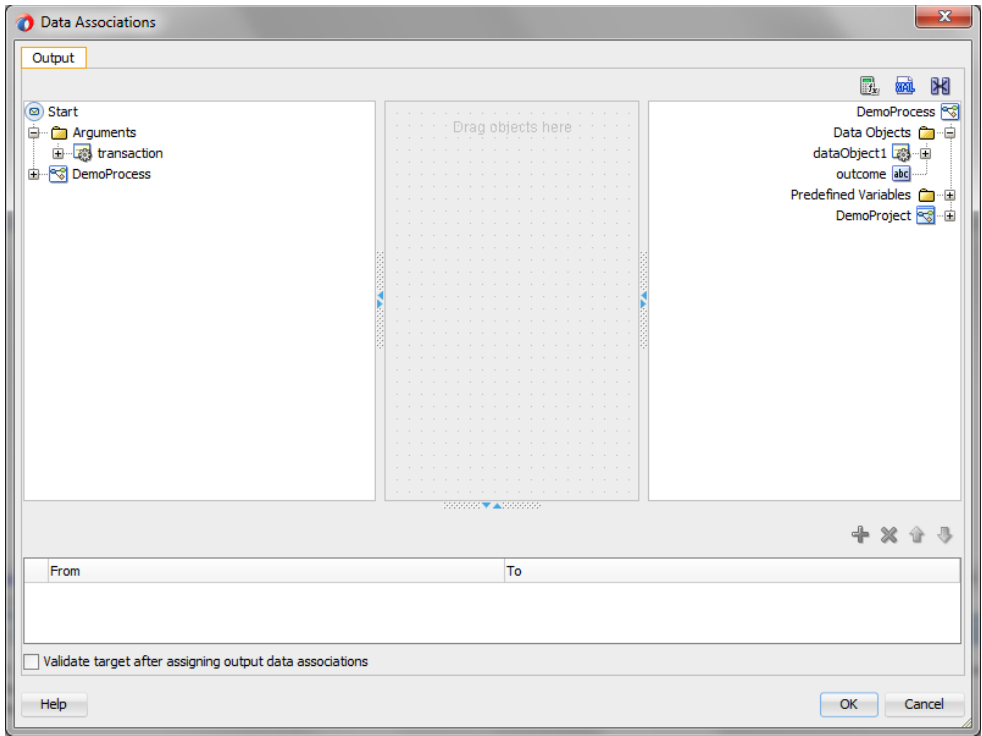 Data Associations
Output
Start
Arguments
transaction
DemoProcess
Drag objects here
DemoProcess
Data Objects
dataObject1
outcome
abc
Predefined Variables
DemoProject
From
To
Validate target after assigning output data associations
Help
OK
Cancel